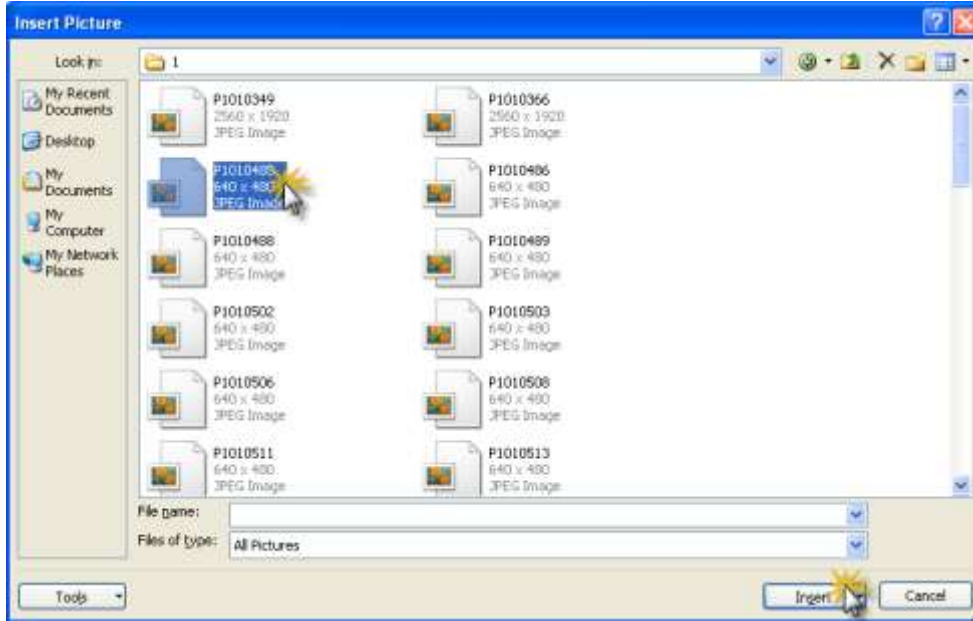 Insert Picture
Look in:
1
My Recent
Documents
Desktop
My
Documents
My
Computer
My Network
Places
P1010349
2560 x 1920
JPEG Image
P1010366
2560 x 1920
JPEG Image
640 x 480
JPEG Image
P1010486
640 x 480
JPEG Image
P1010488
640 x 480
JPEG Image
P1010489
640 x 480
JPEG Image
P1010502
640 x 480
JPEG Image
P1010503
640 x 480
JPEG Image
P1010506
640 x 480
JPEG Image
P1010508
640 x 480
JPEG Image
P1010511
640 x 480
JPEG Image
P1010513
640 x 480
JPEG Image
File name:
Files of type:
All Pictures
Tools
Insert
Cancel